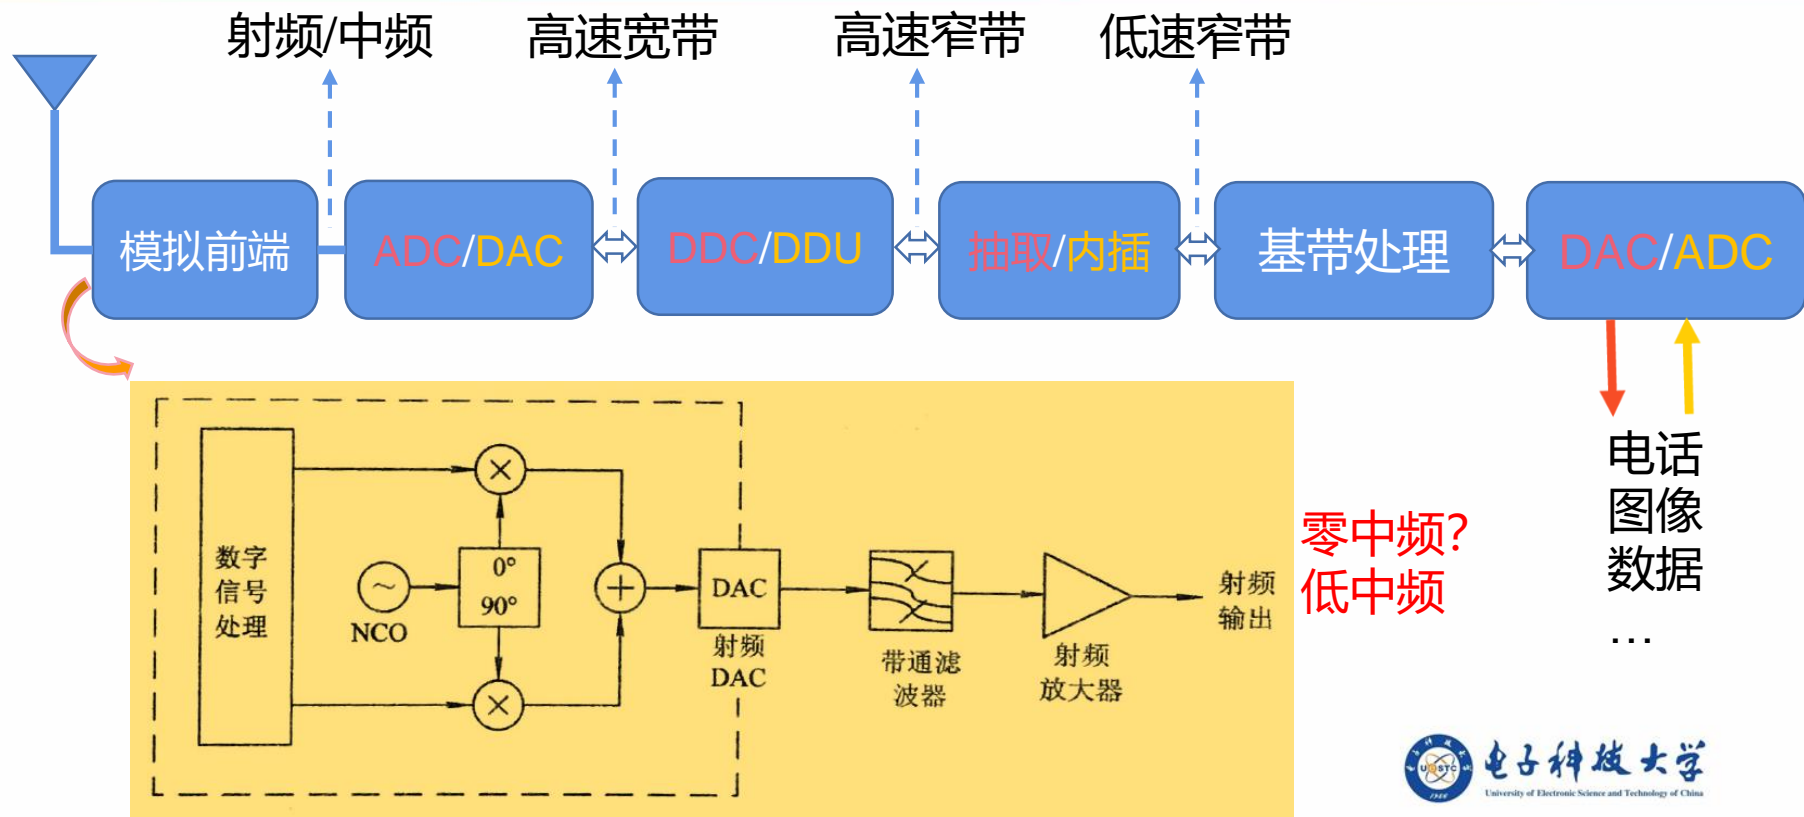 射频/中频
高速宽带
高速窄带
低速窄带
模拟前端
ADC/DAC
DDC/DDU
抽取/内插
基带处理
DAC/ADC
数字
信号
处理
NCO
0°
90°
DAC
射频
DAC
带通滤
波器
射频
放大器
射频
输出
零中频?
低中频
电话
图像
数据
…
电子科技大学
University of Electronic Science and Technology of China
UESTC
1956